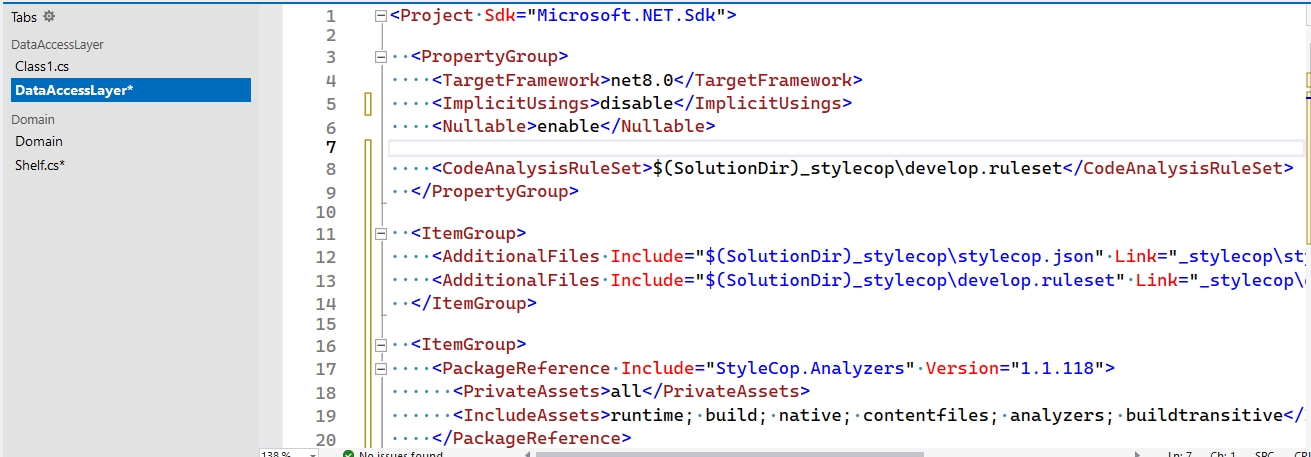 Tabs
DataAccessLayer
Class1.cs
DataAccessLayer*
Domain
Domain
Shelf.cs*
1 <Project Sdk="Microsoft.NET.Sdk">
2
3 <PropertyGroup>
4 <TargetFramework>net8.0</TargetFramework>
5 <ImplicitUsings>disable</ImplicitUsings>
6 <Nullable>enable</Nullable>
7
8 <CodeAnalysisRuleSet>$(SolutionDir)_stylecop\develop.ruleset</CodeAnalysisRuleSet>
9 </PropertyGroup>
10
11 <ItemGroup>
12 <AdditionalFiles Include="$(SolutionDir)_stylecop\stylecop.json" Link="_stylecop\st
13 <AdditionalFiles Include="$(SolutionDir)_stylecop\develop.ruleset" Link="_stylecop\
14 </ItemGroup>
15
16 <ItemGroup>
17 <PackageReference Include="StyleCop.Analyzers" Version="1.1.118">
18 <PrivateAssets>all</PrivateAssets>
19 <IncludeAssets>runtime; build; native; contentfiles; analyzers; buildtransitive</
20 </PackageReference>
138 % No issues found Ln: 7 Ch: 1 SPC